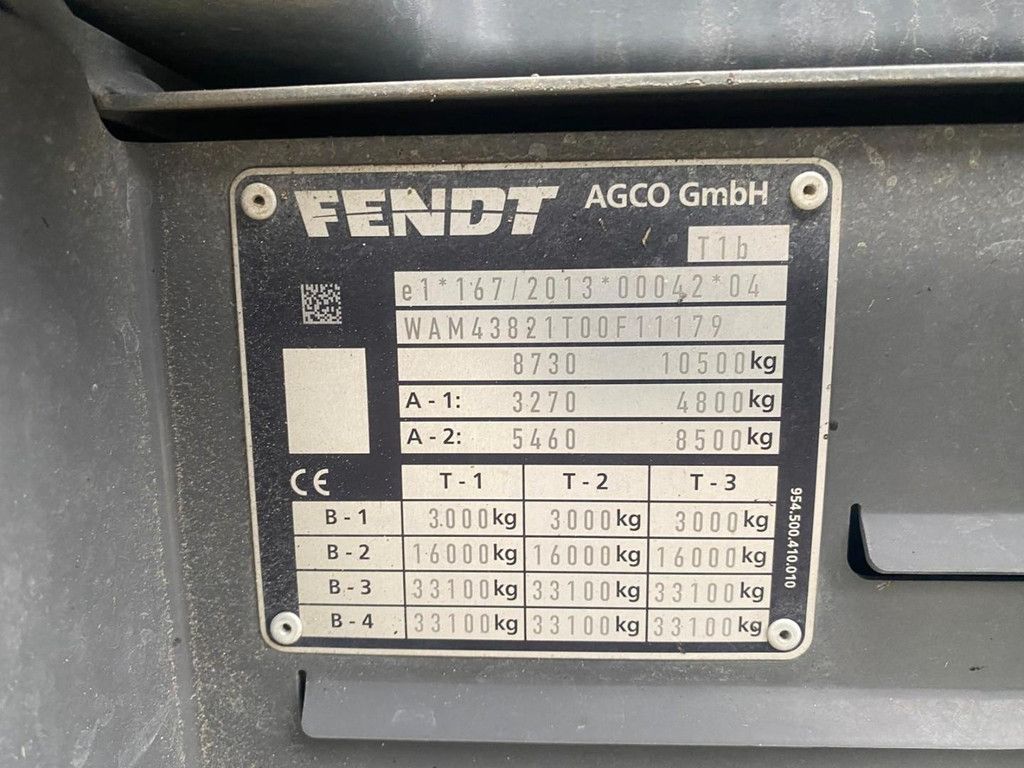 FENDT AGCO GmbH
T1b
e1*167/2013*00042*04
WAM43821T00F11179
8730 10500kg
A - 1: 3270 4800kg
A - 2: 5460 8500kg
CE T - 1 T - 2 T - 3
B - 1 3000kg 3000kg 3000kg
B - 2 16000kg 16000kg 16000kg
B - 3 33100kg 33100kg 33100kg
B - 4 33100kg 33100kg 33100kg
954.500.410.010